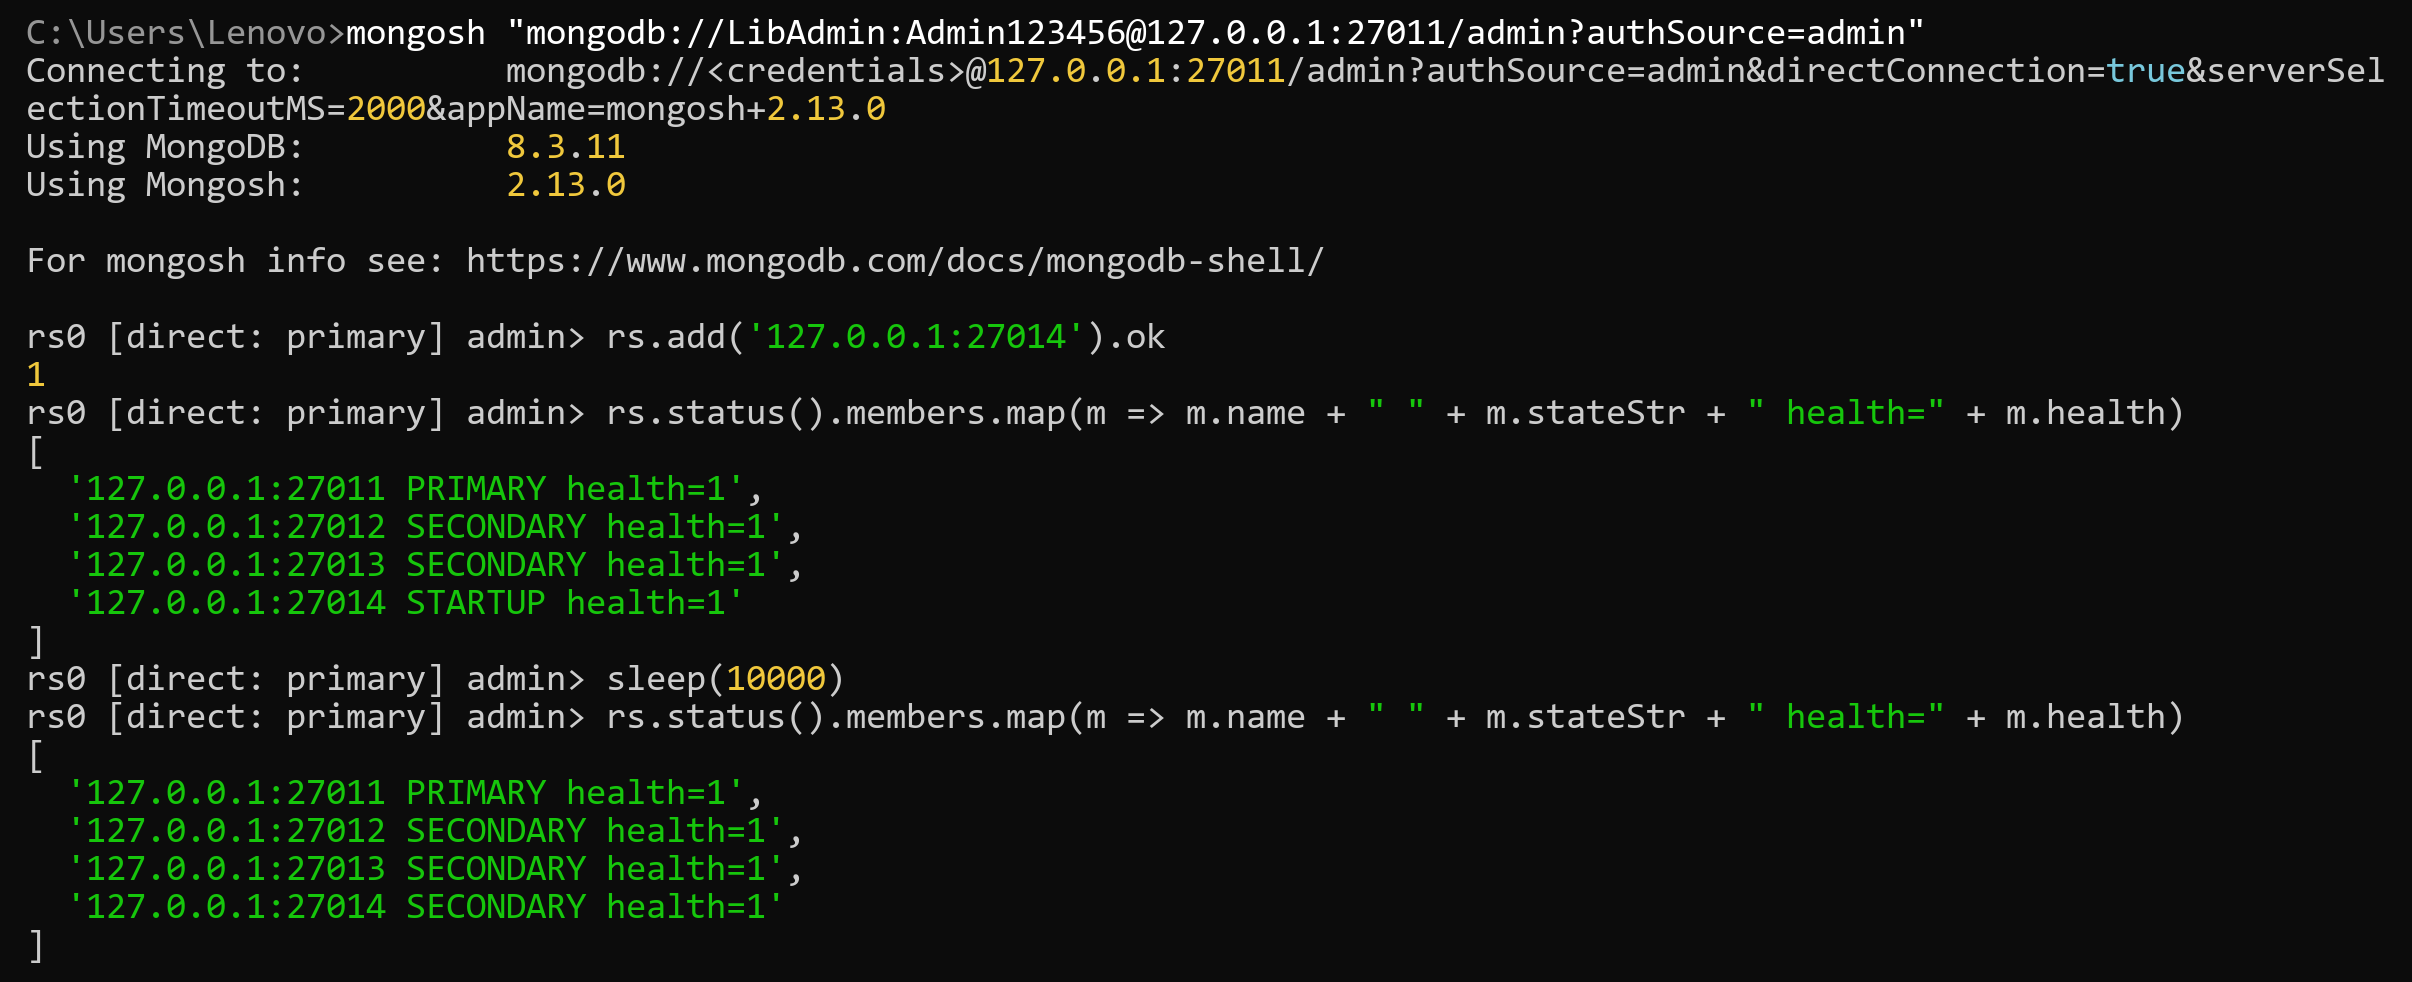 C:\Users\Lenovo>mongosh "mongodb://LibAdmin:Admin123456@127.0.0.1:27011/admin?authSource=admin"
Connecting to:          mongodb://<credentials>@127.0.0.1:27011/admin?authSource=admin&directConnection=true&serverSel
ectionTimeoutMS=2000&appName=mongosh+2.13.0
Using MongoDB:          8.3.11
Using Mongosh:          2.13.0
For mongosh info see: https://www.mongodb.com/docs/mongodb-shell/
rs0 [direct: primary] admin> rs.add('127.0.0.1:27014').ok
1
rs0 [direct: primary] admin> rs.status().members.map(m => m.name + " " + m.stateStr + " health=" + m.health)
[
  '127.0.0.1:27011 PRIMARY health=1',
  '127.0.0.1:27012 SECONDARY health=1',
  '127.0.0.1:27013 SECONDARY health=1',
  '127.0.0.1:27014 STARTUP health=1'
]
rs0 [direct: primary] admin> sleep(10000)
rs0 [direct: primary] admin> rs.status().members.map(m => m.name + " " + m.stateStr + " health=" + m.health)
[
  '127.0.0.1:27011 PRIMARY health=1',
  '127.0.0.1:27012 SECONDARY health=1',
  '127.0.0.1:27013 SECONDARY health=1',
  '127.0.0.1:27014 SECONDARY health=1'
]